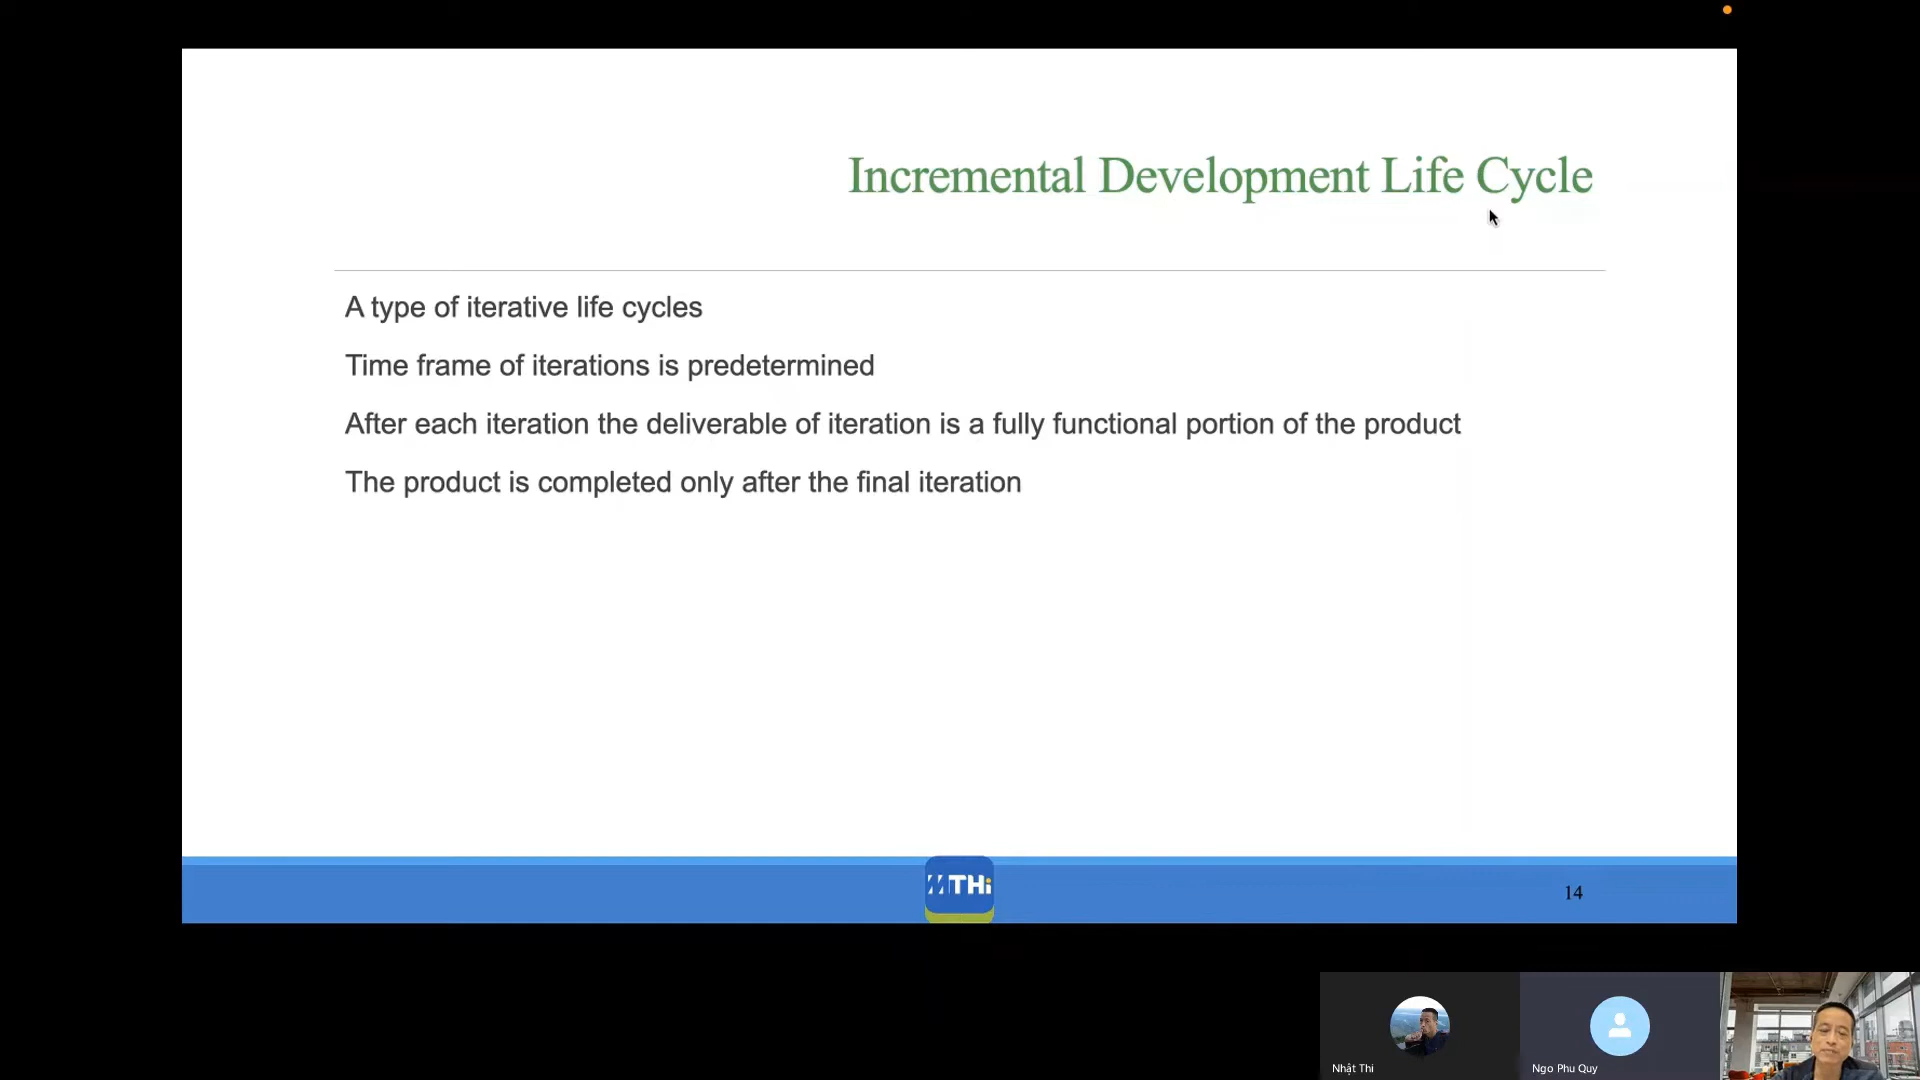 Incremental Development Life Cycle
A type of iterative life cycles
Time frame of iterations is predetermined
After each iteration the deliverable of iteration is a fully functional portion of the product
The product is completed only after the final iteration
MTHi
14
Nhật Thi
Ngo Phu Quy